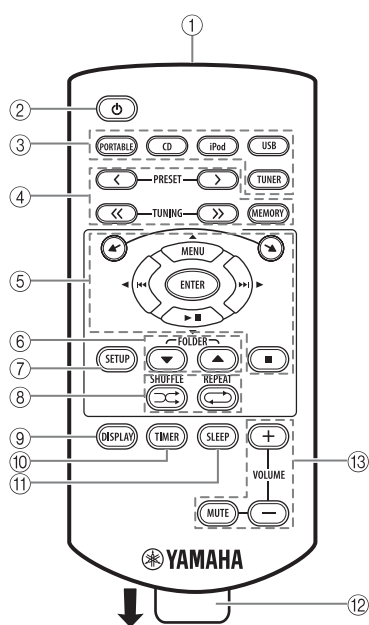 ①
②
③
PORTABLE CD iPod USB
TUNER
④
< PRESET >
<< TUNING >> MEMORY
⑤
MENU
ENTER
⑥
FOLDER
⑦
SETUP
SHUFFLE REPEAT
⑧
⑨
DISPLAY TIMER SLEEP
⑩
⑪
+
VOLUME
⑬
MUTE −
YAMAHA
⑫